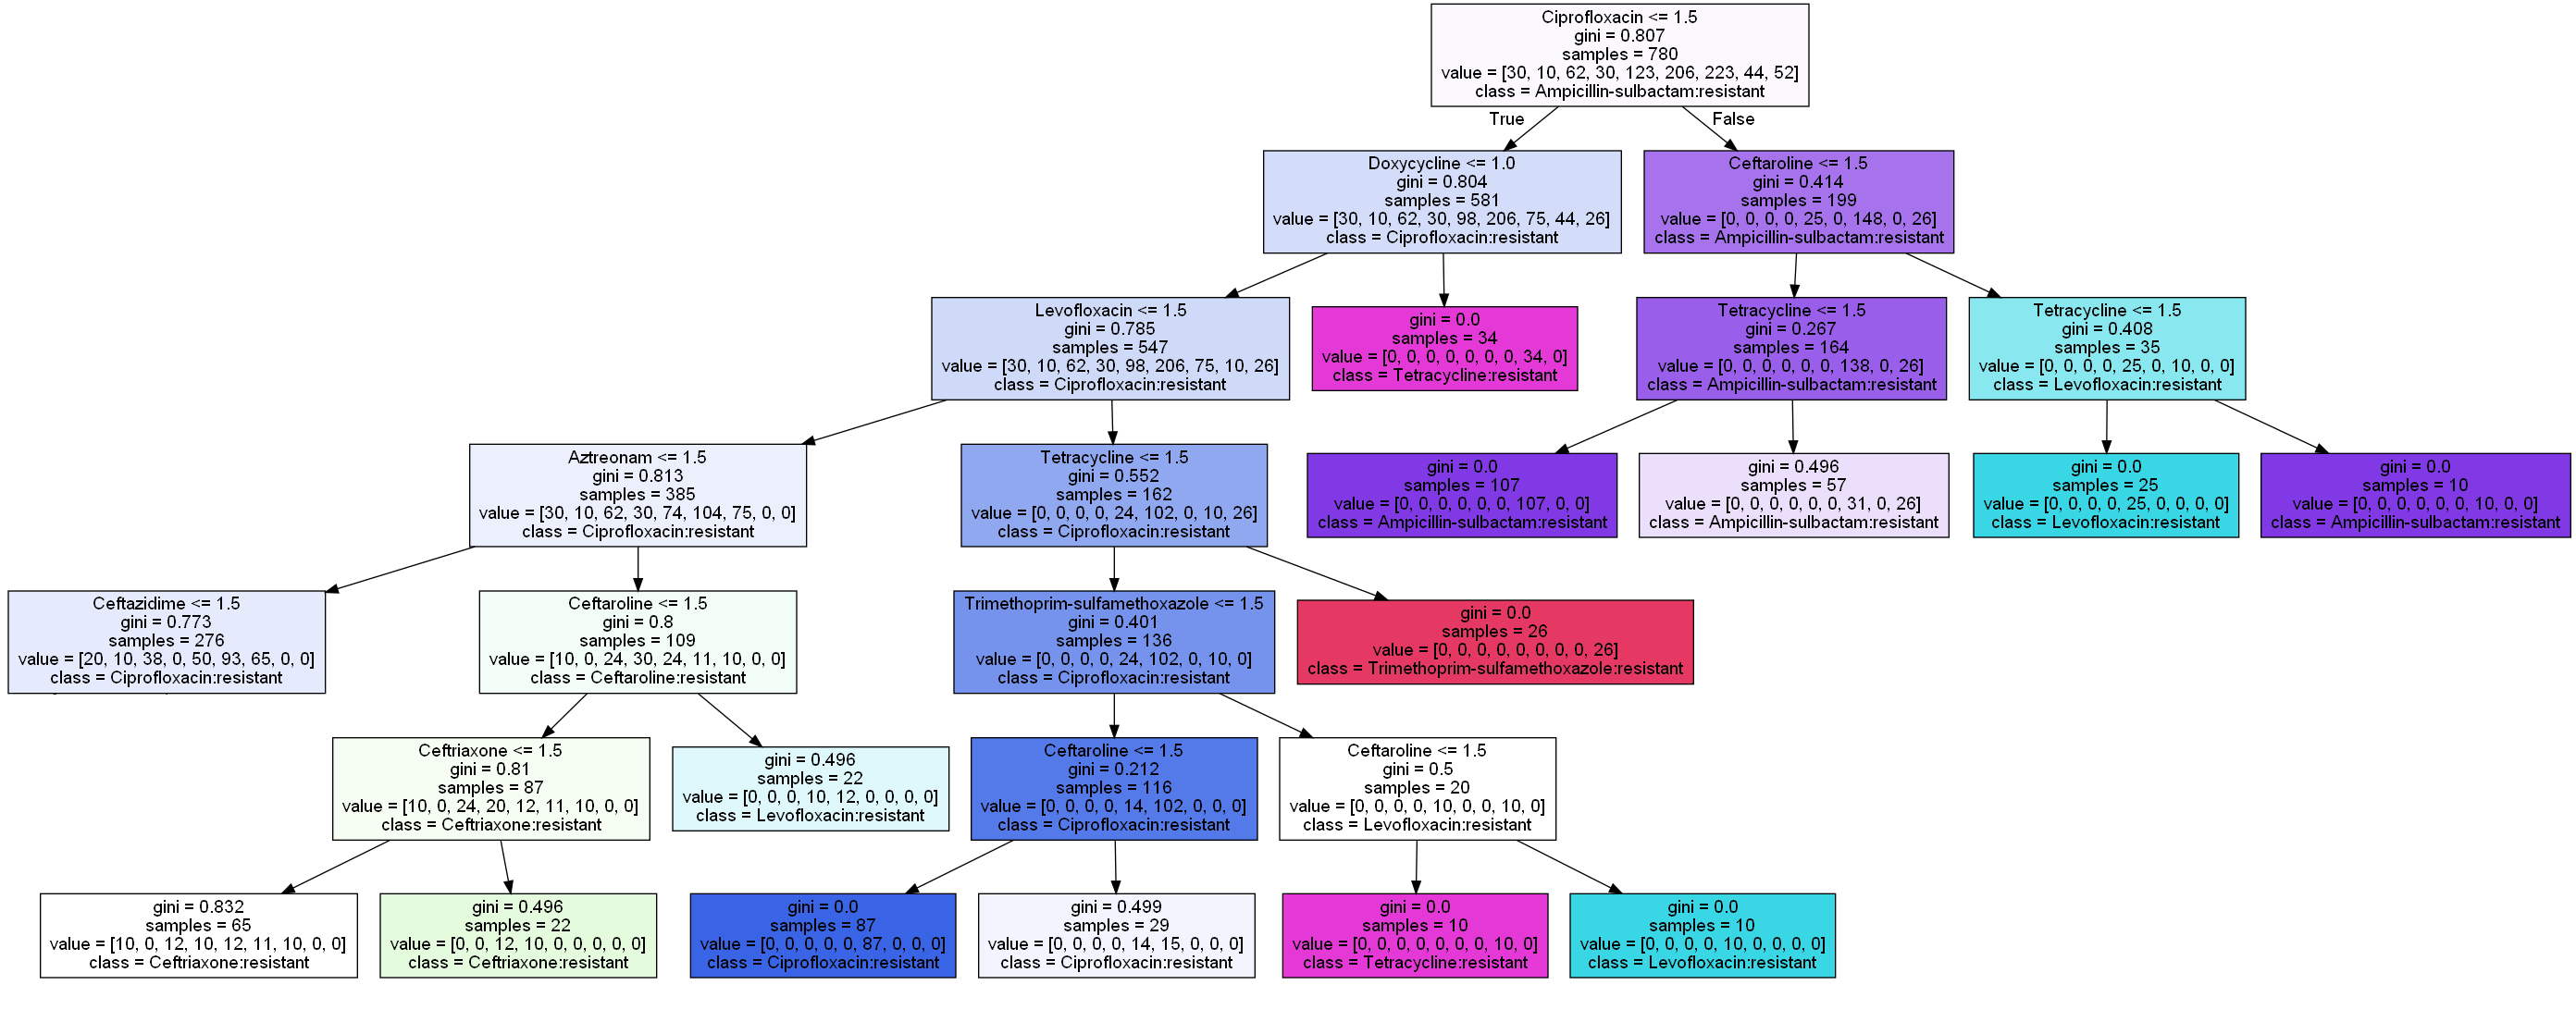 Ciprofloxacin <= 1.5
gini = 0.807
samples = 780
value = [30, 10, 62, 30, 123, 206, 223, 44, 52]
class = Ampicillin-sulbactam:resistant
True
False
Doxycycline <= 1.0
gini = 0.804
samples = 581
value = [30, 10, 62, 30, 98, 206, 75, 44, 26]
class = Ciprofloxacin:resistant
Ceftaroline <= 1.5
gini = 0.414
samples = 199
value = [0, 0, 0, 0, 25, 0, 148, 0, 26]
class = Ampicillin-sulbactam:resistant
Levofloxacin <= 1.5
gini = 0.785
samples = 547
value = [30, 10, 62, 30, 98, 206, 75, 10, 26]
class = Ciprofloxacin:resistant
gini = 0.0
samples = 34
value = [0, 0, 0, 0, 0, 0, 0, 34, 0]
class = Tetracycline:resistant
Tetracycline <= 1.5
gini = 0.267
samples = 164
value = [0, 0, 0, 0, 0, 0, 138, 0, 26]
class = Ampicillin-sulbactam:resistant
Tetracycline <= 1.5
gini = 0.408
samples = 35
value = [0, 0, 0, 0, 25, 0, 10, 0, 0]
class = Levofloxacin:resistant
Aztreonam <= 1.5
gini = 0.813
samples = 385
value = [30, 10, 62, 30, 74, 104, 75, 0, 0]
class = Ciprofloxacin:resistant
Tetracycline <= 1.5
gini = 0.552
samples = 162
value = [0, 0, 0, 0, 24, 102, 0, 10, 26]
class = Ciprofloxacin:resistant
gini = 0.0
samples = 107
value = [0, 0, 0, 0, 0, 0, 107, 0, 0]
class = Ampicillin-sulbactam:resistant
gini = 0.496
samples = 57
value = [0, 0, 0, 0, 0, 0, 31, 0, 26]
class = Ampicillin-sulbactam:resistant
gini = 0.0
samples = 25
value = [0, 0, 0, 0, 25, 0, 0, 0, 0]
class = Levofloxacin:resistant
gini = 0.0
samples = 10
value = [0, 0, 0, 0, 0, 0, 10, 0, 0]
class = Ampicillin-sulbactam:resistant
Ceftazidime <= 1.5
gini = 0.773
samples = 276
value = [20, 10, 38, 0, 50, 93, 65, 0, 0]
class = Ciprofloxacin:resistant
Ceftaroline <= 1.5
gini = 0.8
samples = 109
value = [10, 0, 24, 30, 24, 11, 10, 0, 0]
class = Ceftaroline:resistant
Trimethoprim-sulfamethoxazole <= 1.5
gini = 0.401
samples = 136
value = [0, 0, 0, 0, 24, 102, 0, 10, 0]
class = Ciprofloxacin:resistant
gini = 0.0
samples = 26
value = [0, 0, 0, 0, 0, 0, 0, 0, 26]
class = Trimethoprim-sulfamethoxazole:resistant
Ceftriaxone <= 1.5
gini = 0.81
samples = 87
value = [10, 0, 24, 20, 12, 11, 10, 0, 0]
class = Ceftriaxone:resistant
gini = 0.496
samples = 22
value = [0, 0, 0, 10, 12, 0, 0, 0, 0]
class = Levofloxacin:resistant
Ceftaroline <= 1.5
gini = 0.212
samples = 116
value = [0, 0, 0, 0, 14, 102, 0, 0, 0]
class = Ciprofloxacin:resistant
Ceftaroline <= 1.5
gini = 0.5
samples = 20
value = [0, 0, 0, 0, 10, 0, 0, 10, 0]
class = Levofloxacin:resistant
gini = 0.832
samples = 65
value = [10, 0, 12, 10, 12, 11, 10, 0, 0]
class = Ceftriaxone:resistant
gini = 0.496
samples = 22
value = [0, 0, 12, 10, 0, 0, 0, 0, 0]
class = Ceftriaxone:resistant
gini = 0.0
samples = 87
value = [0, 0, 0, 0, 0, 87, 0, 0, 0]
class = Ciprofloxacin:resistant
gini = 0.499
samples = 29
value = [0, 0, 0, 0, 14, 15, 0, 0, 0]
class = Ciprofloxacin:resistant
gini = 0.0
samples = 10
value = [0, 0, 0, 0, 0, 0, 0, 10, 0]
class = Tetracycline:resistant
gini = 0.0
samples = 10
value = [0, 0, 0, 0, 10, 0, 0, 0, 0]
class = Levofloxacin:resistant